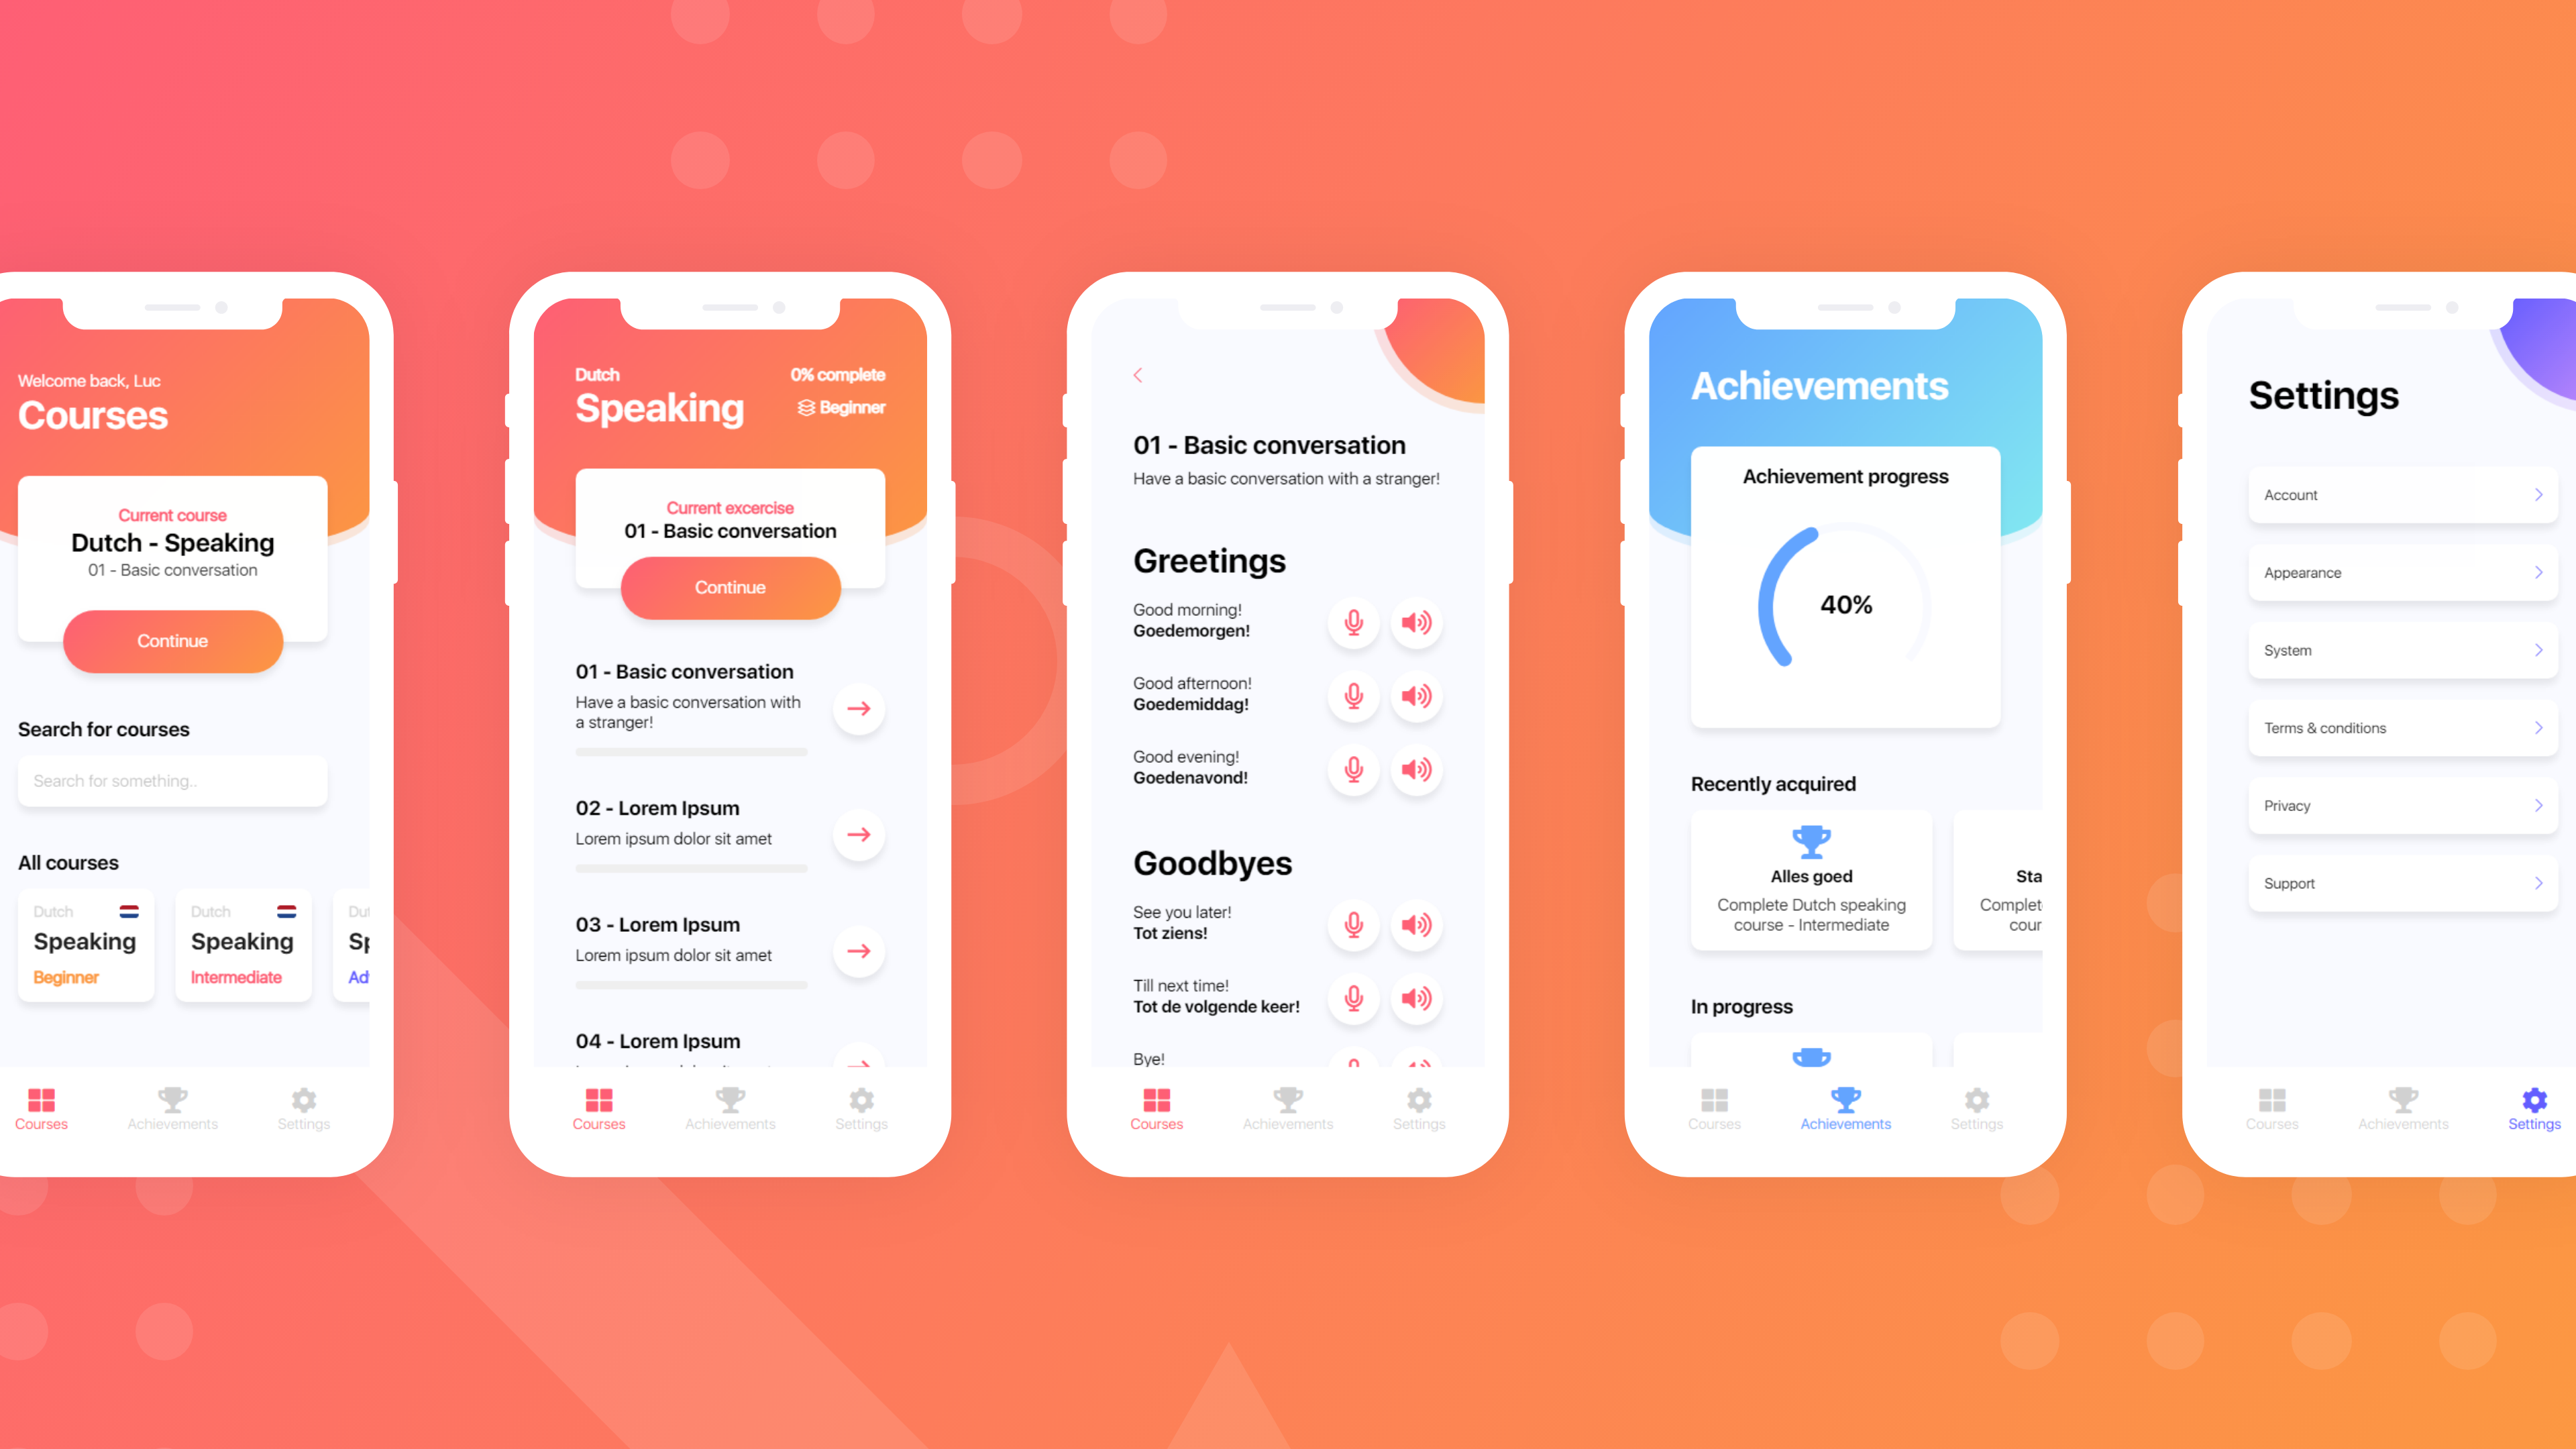 Welcome back, Luc
Courses
Current course
Dutch - Speaking
01 - Basic conversation
Continue
Search for courses
Search for something..
All courses
Dutch
Speaking
Beginner
Dutch
Speaking
Intermediate
Courses
Achievements
Settings
Dutch
Speaking
0% complete
Beginner
Current excercise
01 - Basic conversation
Continue
01 - Basic conversation
Have a basic conversation with
a stranger!
02 - Lorem Ipsum
Lorem ipsum dolor sit amet
03 - Lorem Ipsum
Lorem ipsum dolor sit amet
04 - Lorem Ipsum
Courses
Achievements
Settings
01 - Basic conversation
Have a basic conversation with a stranger!
Greetings
Good morning!
Goedemorgen!
Good afternoon!
Goedemiddag!
Good evening!
Goedenavond!
Goodbyes
See you later!
Tot ziens!
Till next time!
Tot de volgende keer!
Bye!
Courses
Achievements
Settings
Achievements
Achievement progress
40%
Recently acquired
Alles goed
Complete Dutch speaking
course - Intermediate
In progress
Courses
Achievements
Settings
Settings
Account
Appearance
System
Terms & conditions
Privacy
Support
Courses
Achievements
Settings